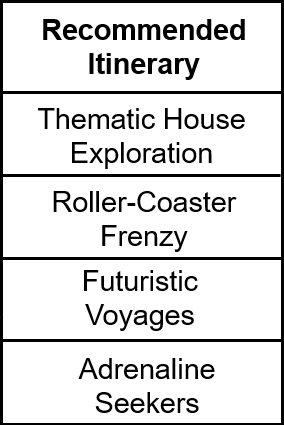 Recommended
Itinerary
Thematic House
Exploration
Roller-Coaster
Frenzy
Futuristic
Voyages
Adrenaline
Seekers